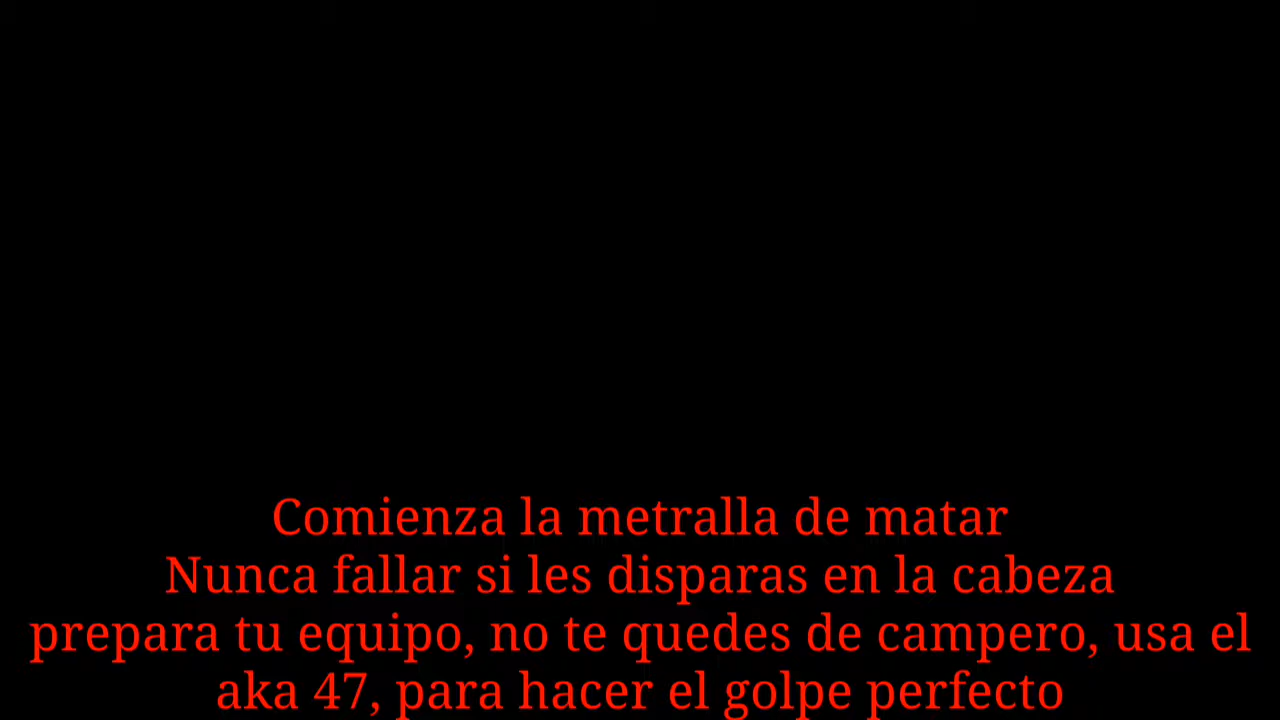 Comienza la metralla de matar
Nunca fallar si les disparas en la cabeza
prepara tu equipo, no te quedes de campero, usa el
aka 47, para hacer el golpe perfecto